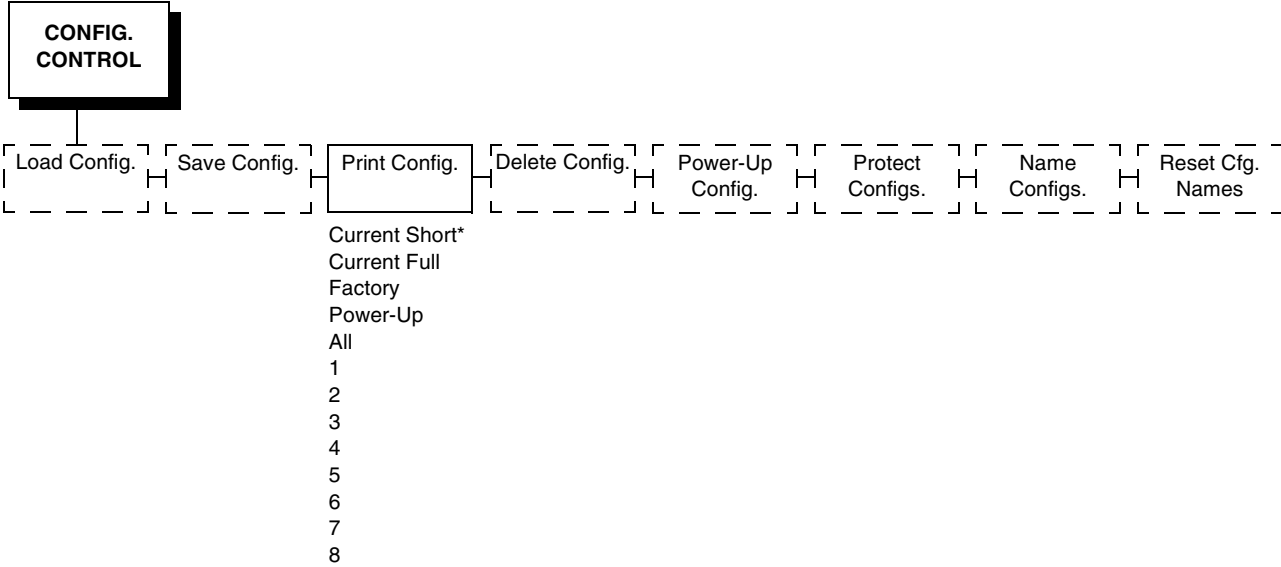 CONFIG.
CONTROL
Load Config.
Save Config.
Print Config.
Delete Config.
Power-Up
Config.
Protect
Configs.
Name
Configs.
Reset Cfg.
Names
Current Short*
Current Full
Factory
Power-Up
All
1
2
3
4
5
6
7
8